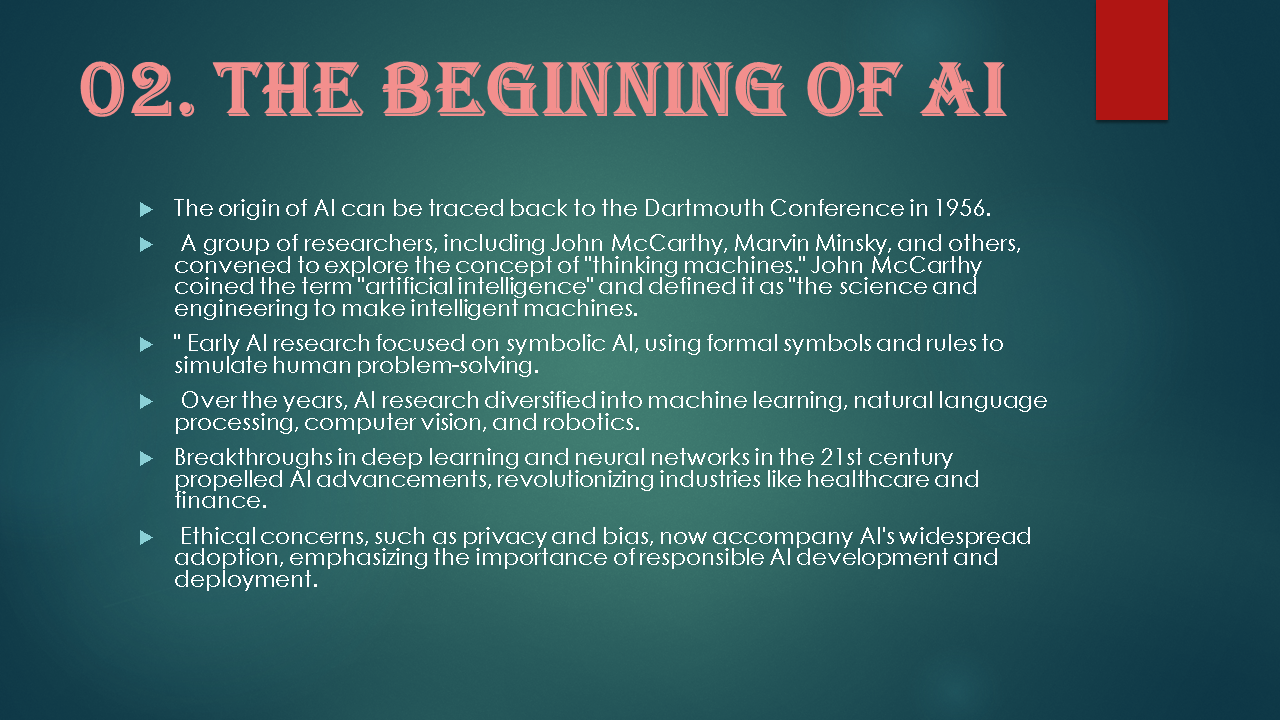 02. THE BEGINNING OF AI
The origin of AI can be traced back to the Dartmouth Conference in 1956.
A group of researchers, including John McCarthy, Marvin Minsky, and others,
convened to explore the concept of "thinking machines." John McCarthy
coined the term "artificial intelligence" and defined it as "the science and
engineering to make intelligent machines.
" Early AI research focused on symbolic AI, using formal symbols and rules to
simulate human problem-solving.
Over the years, AI research diversified into machine learning, natural language
processing, computer vision, and robotics.
Breakthroughs in deep learning and neural networks in the 21st century
propelled AI advancements, revolutionizing industries like healthcare and
finance.
Ethical concerns, such as privacy and bias, now accompany AI's widespread
adoption, emphasizing the importance of responsible AI development and
deployment.